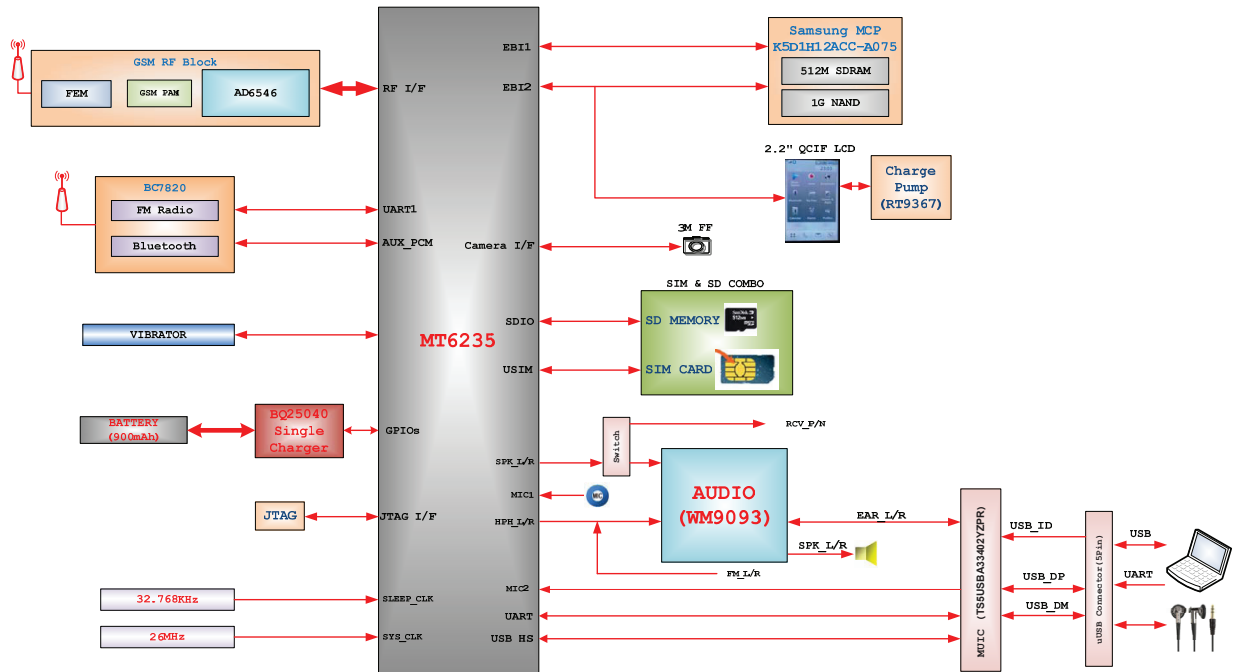 GSM RF Block
FEM
GSM PAM
AD6546
RF I/F
BC7820
FM Radio
Bluetooth
UART1
AUX_PCM
VIBRATOR
BATTERY
(900mAh)
BQ25040
Single
Charger
GPIOs
JTAG
JTAG I/F
32.768KHz
SLEEP_CLK
26MHz
SYS_CLK
MT6235
EBI1
EBI2
Camera I/F
SDIO
USIM
SPK_L/R
MIC1
HPH_L/R
MIC2
UART
USB HS
Samsung MCP
K5D1H12ACC-A075
512M SDRAM
1G NAND
2.2" QCIF LCD
Charge
Pump
(RT9367)
3M FF
SIM & SD COMBO
SD MEMORY
SIM CARD
Switch
RCV_P/N
MIC
AUDIO
(WM9093)
EAR_L/R
SPK_L/R
FM_L/R
MUIC (TS5USBA33402YZPR)
USB_ID
USB_DP
USB_DM
uUSB Connector(5Pin)
USB
UART